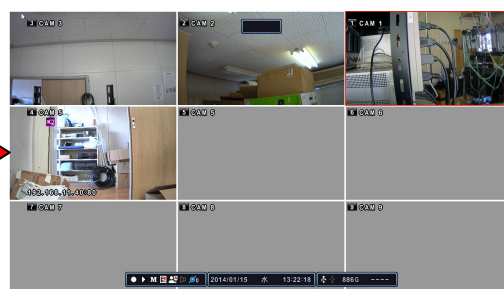 3 CAM 3
2 CAM 2
1 CAM 1
4 CAM 5
192.168.11.40:80
5 CAM 5
6 CAM 6
7 CAM 7
8 CAM 8
9 CAM 9
M 2014/01/15 水 13:22:18 886G ----